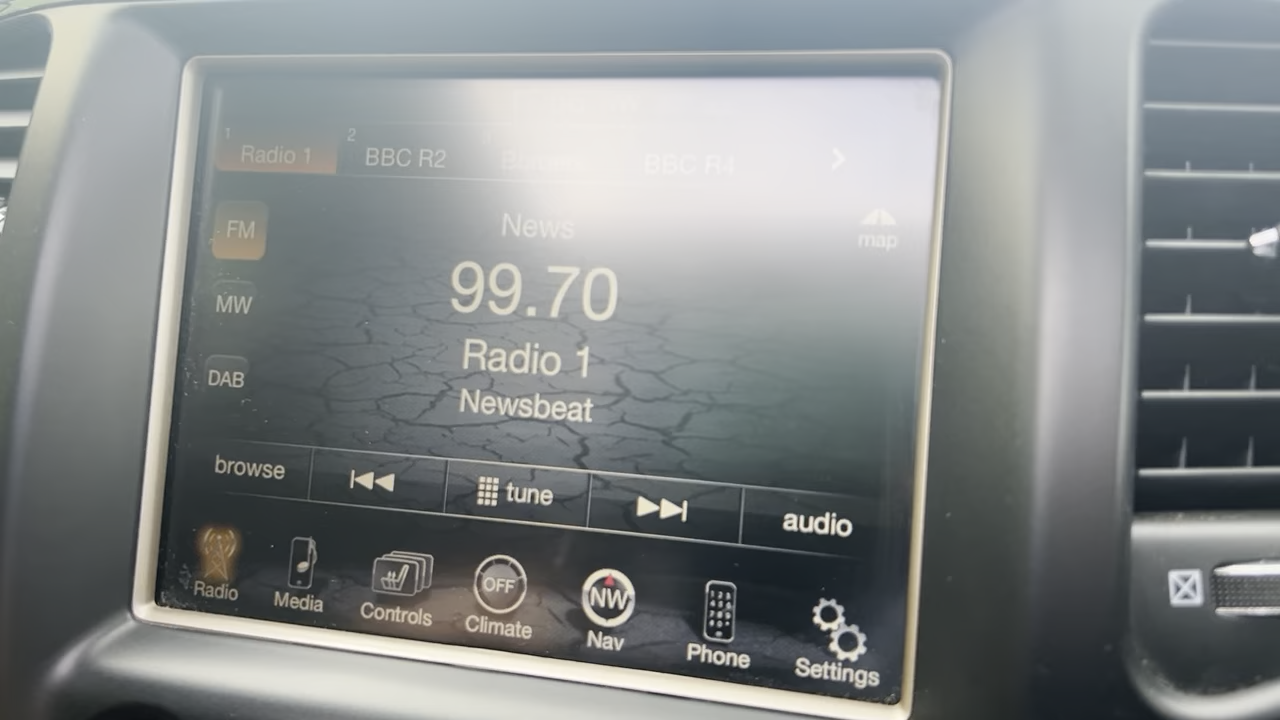 1 Radio 1 2 BBC R2 BBC R4
FM
News
map
99.70
MW
Radio 1
DAB
Newsbeat
browse tune audio
Radio Media Controls OFF Climate NW Nav Phone Settings